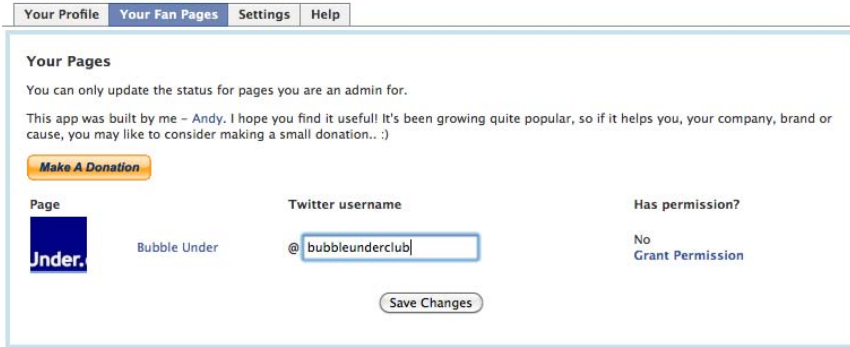 Your Profile Your Fan Pages Settings Help
Your Pages
You can only update the status for pages you are an admin for.
This app was built by me – Andy. I hope you find it useful! It's been growing quite popular, so if it helps you, your company, brand or
cause, you may like to consider making a small donation.. :)
Make A Donation
Page Twitter username Has permission?
Under. Bubble Under @ bubbleunderclub No
Grant Permission
Save Changes